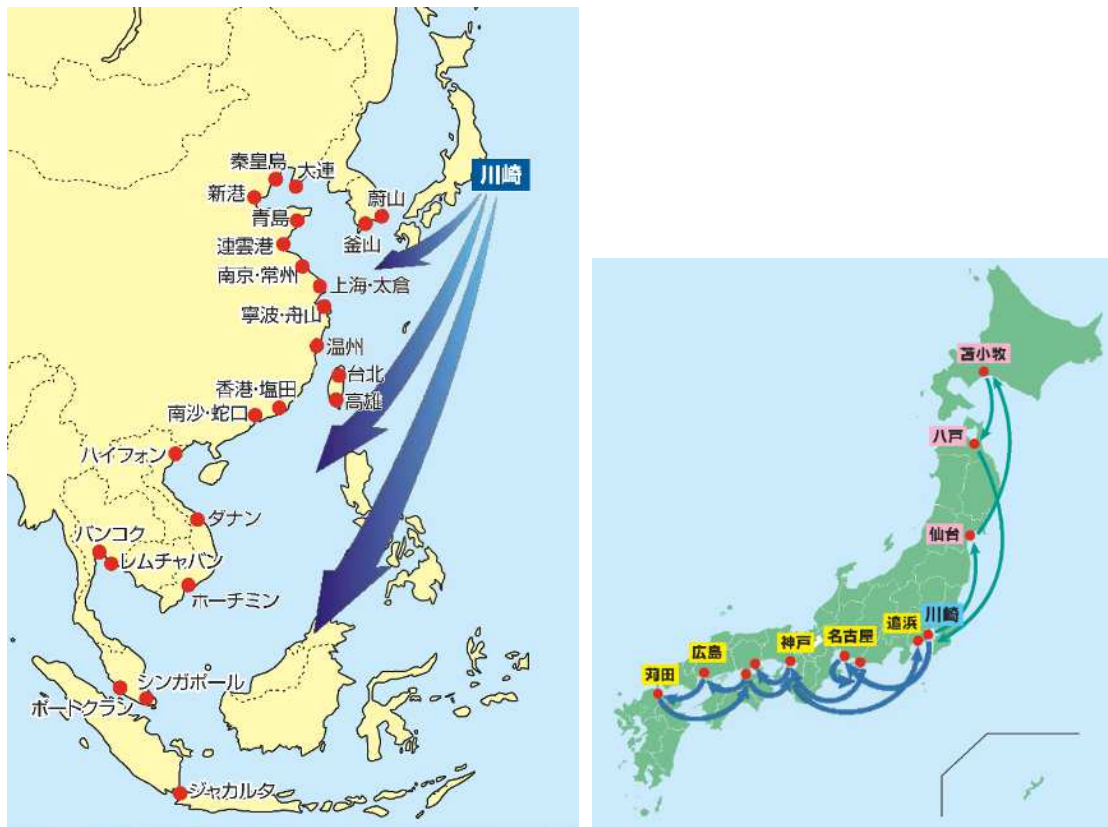 川崎
秦皇島
大連
新港
蔚山
青島
釜山
連雲港
南京・常州
上海・太倉
寧波・舟山
温州
台北
香港・塩田
高雄
南沙・蛇口
ハイフォン
ダナン
バンコク
レムチャバン
ホーチミン
シンガポール
ポートクラン
ジャカルタ
苫小牧
八戸
仙台
川崎
追浜
名古屋
神戸
広島
苅田